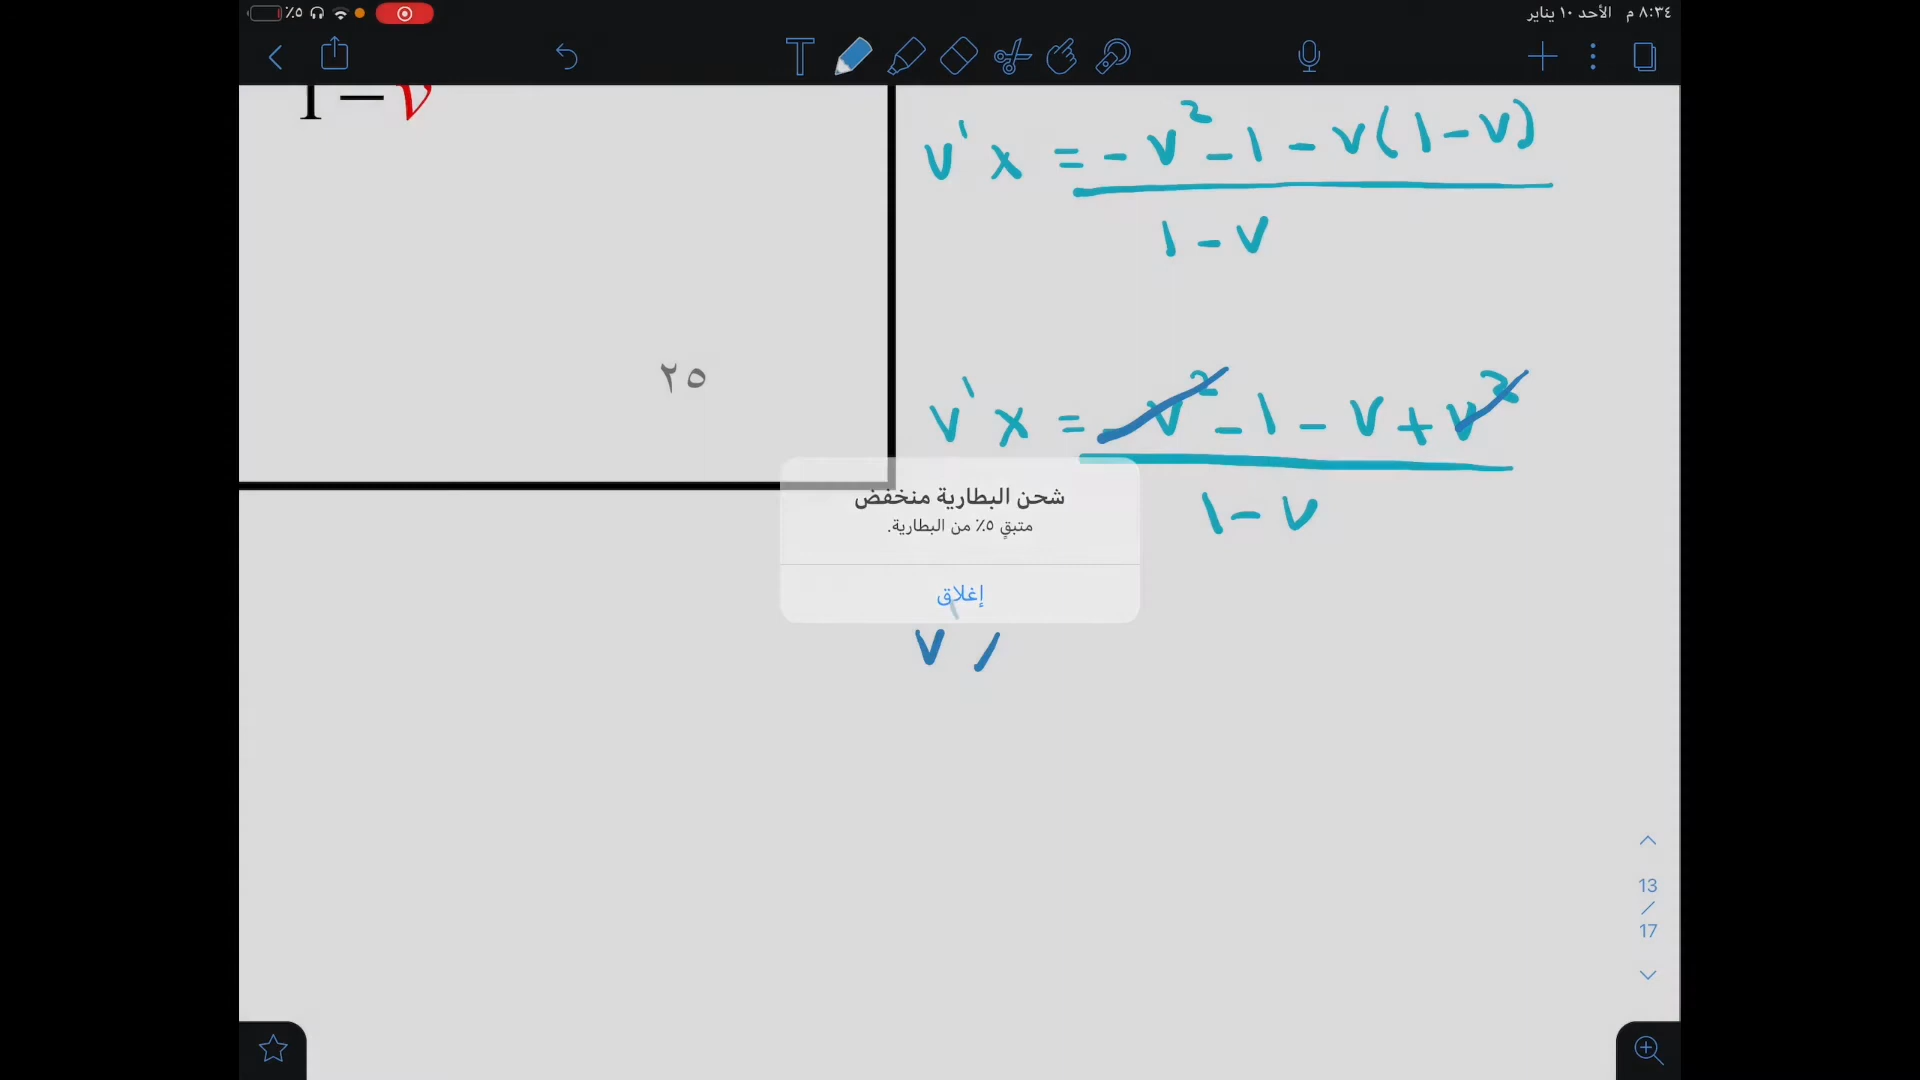 ٪٥
٨:٣٤ م الأحد ١٠ يناير
T
1 − v
v' x = - v² - 1 - v(1 - v)
1 - v
٢٥
v' x = - v² - 1 - v + v²
1 - v
شحن البطارية منخفض
متبقٍ ٥٪ من البطارية.
إغلاق
v'
13
/
17